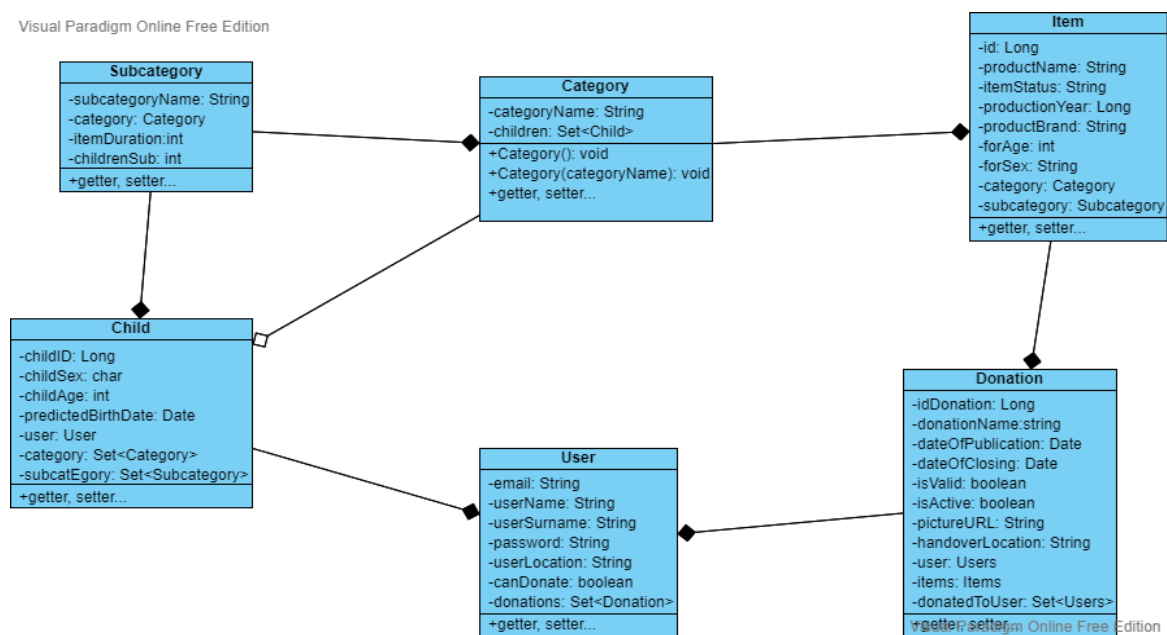 Visual Paradigm Online Free Edition
Subcategory
-subcategoryName: String
-category: Category
-itemDuration:int
-childrenSub: int
+getter, setter...
Category
-categoryName: String
-children: Set<Child>
+Category(): void
+Category(categoryName): void
+getter, setter...
Item
-id: Long
-productName: String
-itemStatus: String
-productionYear: Long
-productBrand: String
-forAge: int
-forSex: String
-category: Category
-subcategory: Subcategory
+getter, setter...
Child
-childID: Long
-childSex: char
-childAge: int
-predictedBirthDate: Date
-user: User
-category: Set<Category>
-subcatEgory: Set<Subcategory>
+getter, setter...
User
-email: String
-userName: String
-userSurname: String
-password: String
-userLocation: String
-canDonate: boolean
-donations: Set<Donation>
+getter, setter...
Donation
-idDonation: Long
-donationName:string
-dateOfPublication: Date
-dateOfClosing: Date
-isValid: boolean
-isActive: boolean
-pictureURL: String
-handoverLocation: String
-user: Users
-items: Items
-donatedToUser: Set<Users>
+getter, setter...
Visual Paradigm Online Free Edition